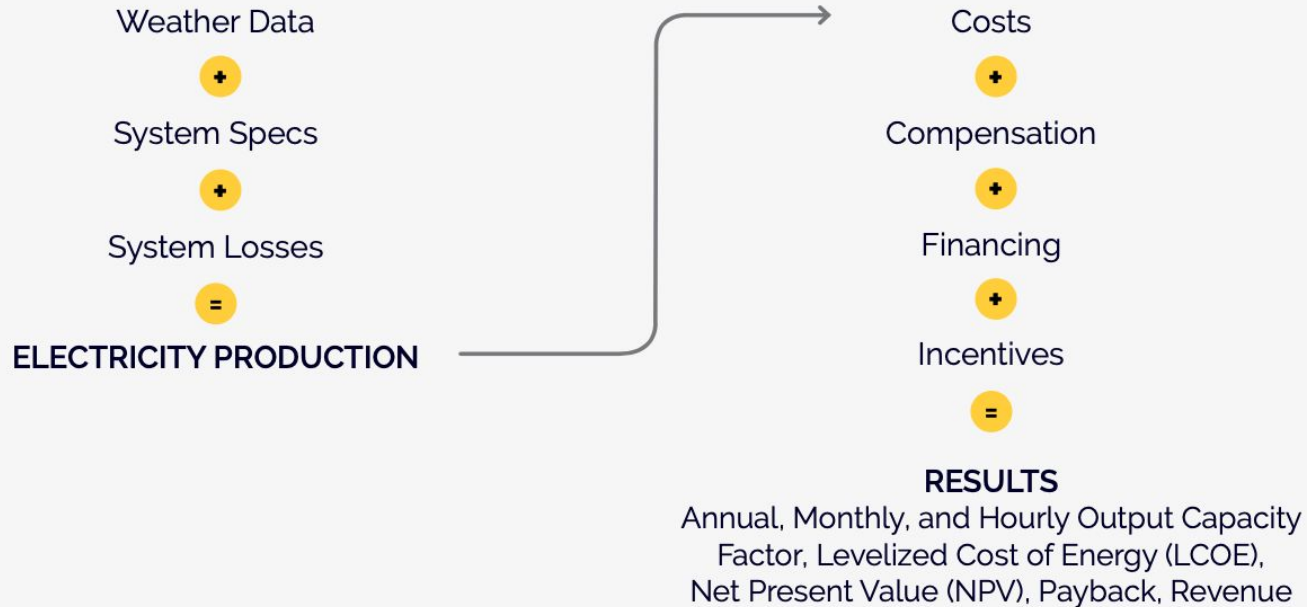 Weather Data
+
System Specs
+
System Losses
=
ELECTRICITY PRODUCTION
Costs
+
Compensation
+
Financing
+
Incentives
=
RESULTS
Annual, Monthly, and Hourly Output Capacity
Factor, Levelized Cost of Energy (LCOE),
Net Present Value (NPV), Payback, Revenue